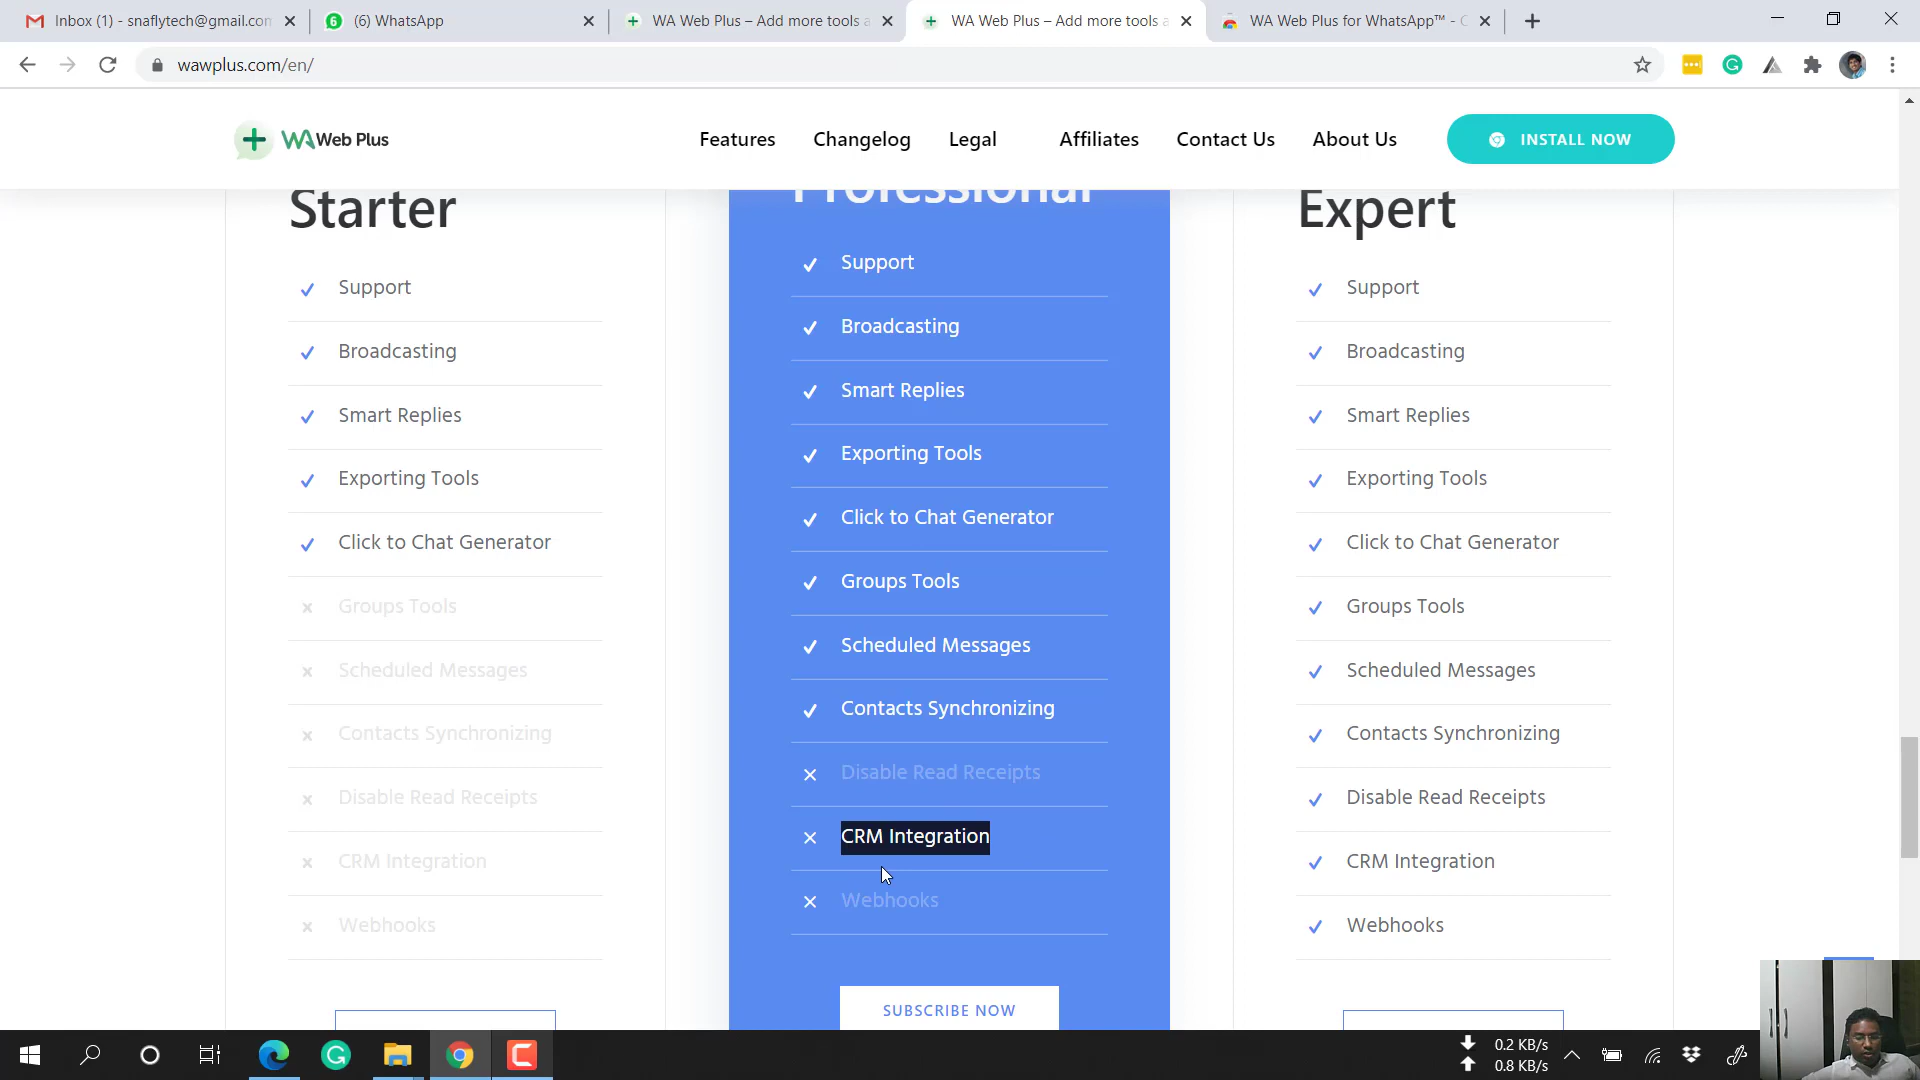 Inbox (1) - snaflytech@gmail.con
(6) WhatsApp
WA Web Plus – Add more tools a
WA Web Plus – Add more tools a
WA Web Plus for WhatsApp™ - C
wawplus.com/en/
WA Web Plus
Features
Changelog
Legal
Affiliates
Contact Us
About Us
INSTALL NOW
Starter
Support
Broadcasting
Smart Replies
Exporting Tools
Click to Chat Generator
Groups Tools
Scheduled Messages
Contacts Synchronizing
Disable Read Receipts
CRM Integration
Webhooks
Professional
Support
Broadcasting
Smart Replies
Exporting Tools
Click to Chat Generator
Groups Tools
Scheduled Messages
Contacts Synchronizing
Disable Read Receipts
CRM Integration
Webhooks
SUBSCRIBE NOW
Expert
Support
Broadcasting
Smart Replies
Exporting Tools
Click to Chat Generator
Groups Tools
Scheduled Messages
Contacts Synchronizing
Disable Read Receipts
CRM Integration
Webhooks
0.2 KB/s
0.8 KB/s